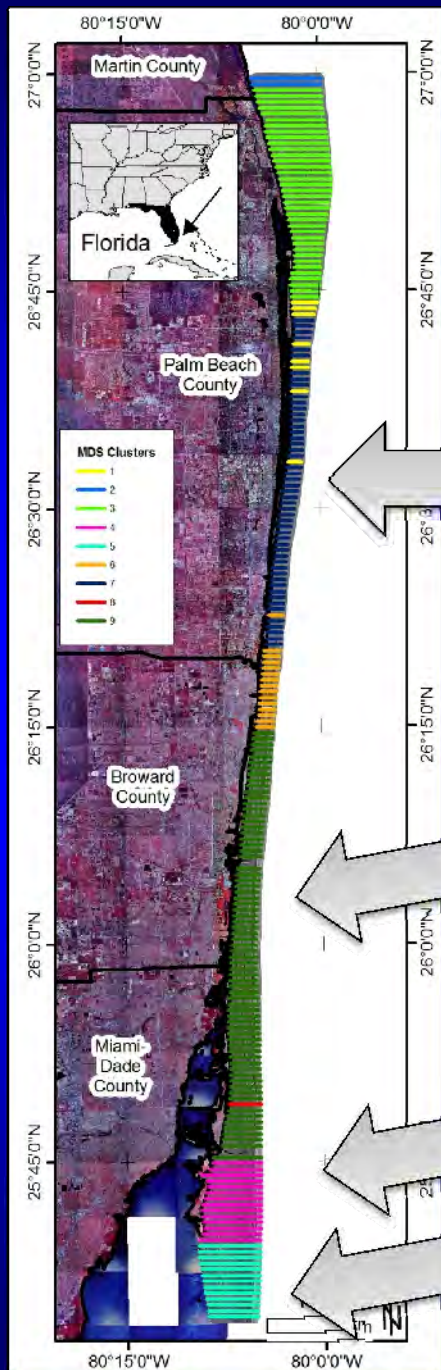 80°15'0"W
80°0'0"W
Martin County
27°0'0"N
27°0'0"N
Florida
26°45'0"N
26°45'0"N
Palm Beach
County
MDS Clusters
1
2
3
4
5
6
7
8
9
26°30'0"N
26°3
26°15'0"N
26°15'0"N
Broward
County
26°0'0"N
26°0'0"N
Miami-
Dade
County
25°45'0"N
25°
N
80°15'0"W
80°0'0"W